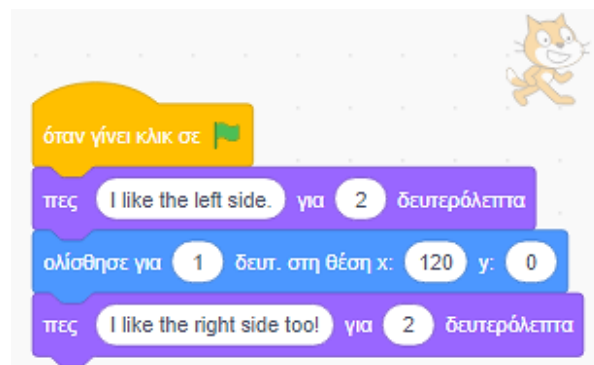 όταν γίνει κλικ σε
πες I like the left side. για 2 δευτερόλεπτα
ολίσθησε για 1 δευτ. στη θέση x: 120 y: 0
πες I like the right side too! για 2 δευτερόλεπτα